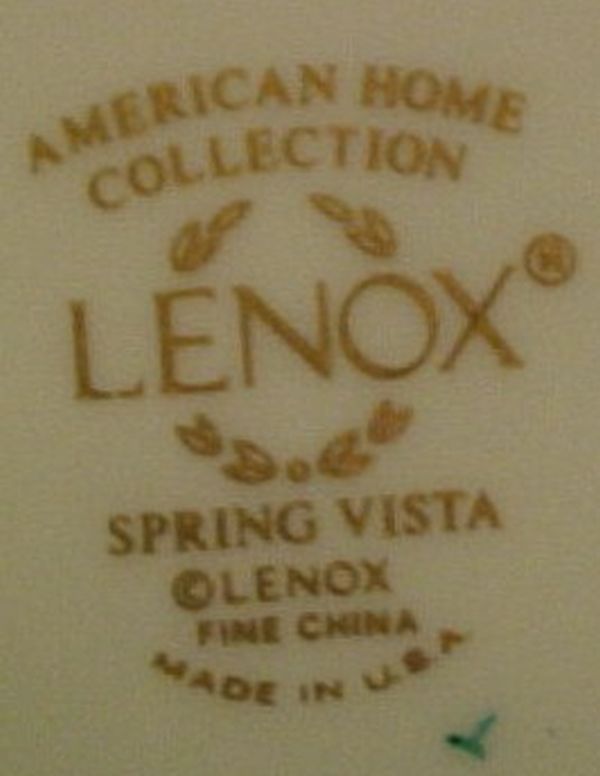 AMERICAN HOME
COLLECTION
LENOX®
SPRING VISTA
©LENOX
FINE CHINA
MADE IN U.S.A